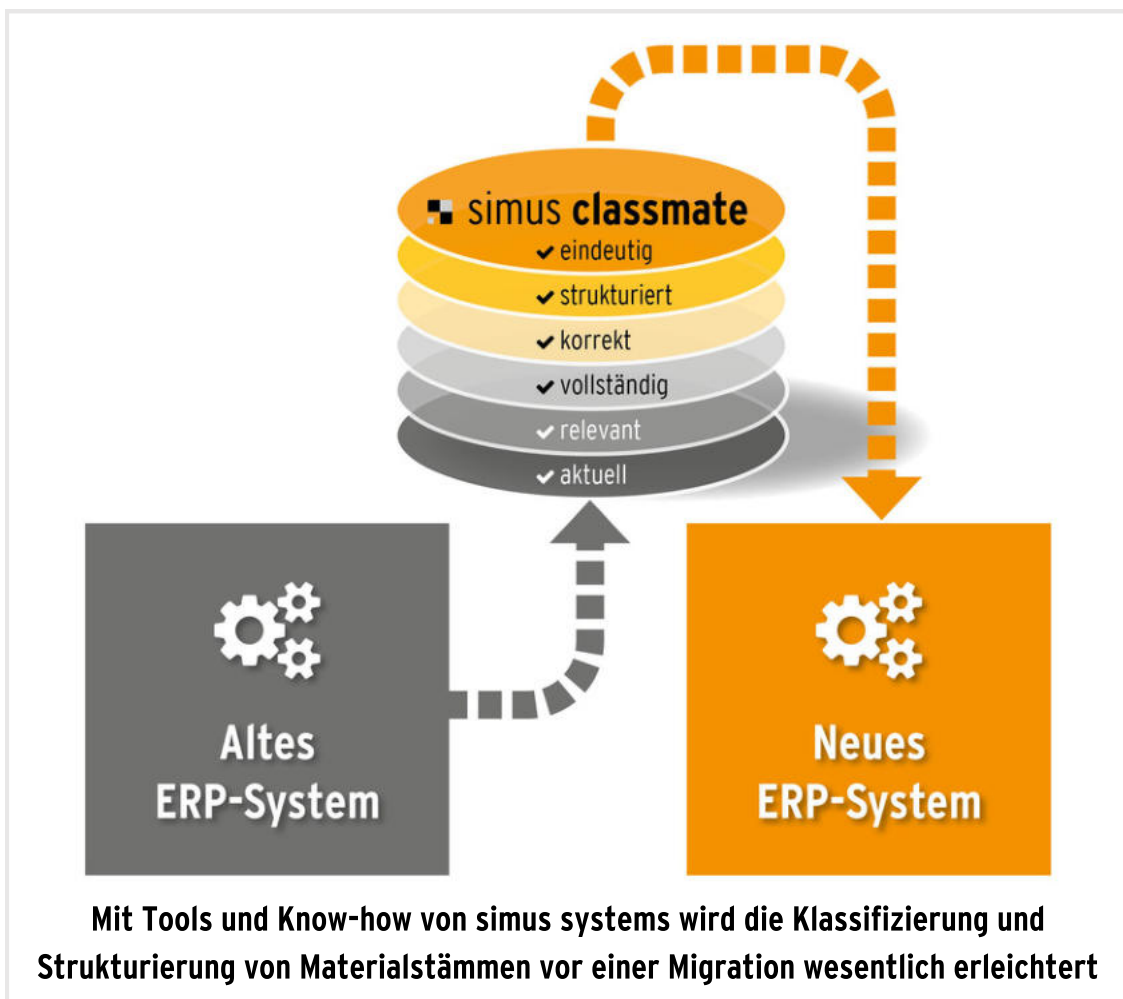 simus classmate
✔ eindeutig
✔ strukturiert
✔ korrekt
✔ vollständig
✔ relevant
✔ aktuell
Altes
ERP-System
Neues
ERP-System
Mit Tools und Know-how von simus systems wird die Klassifizierung und
Strukturierung von Materialstämmen vor einer Migration wesentlich erleichtert